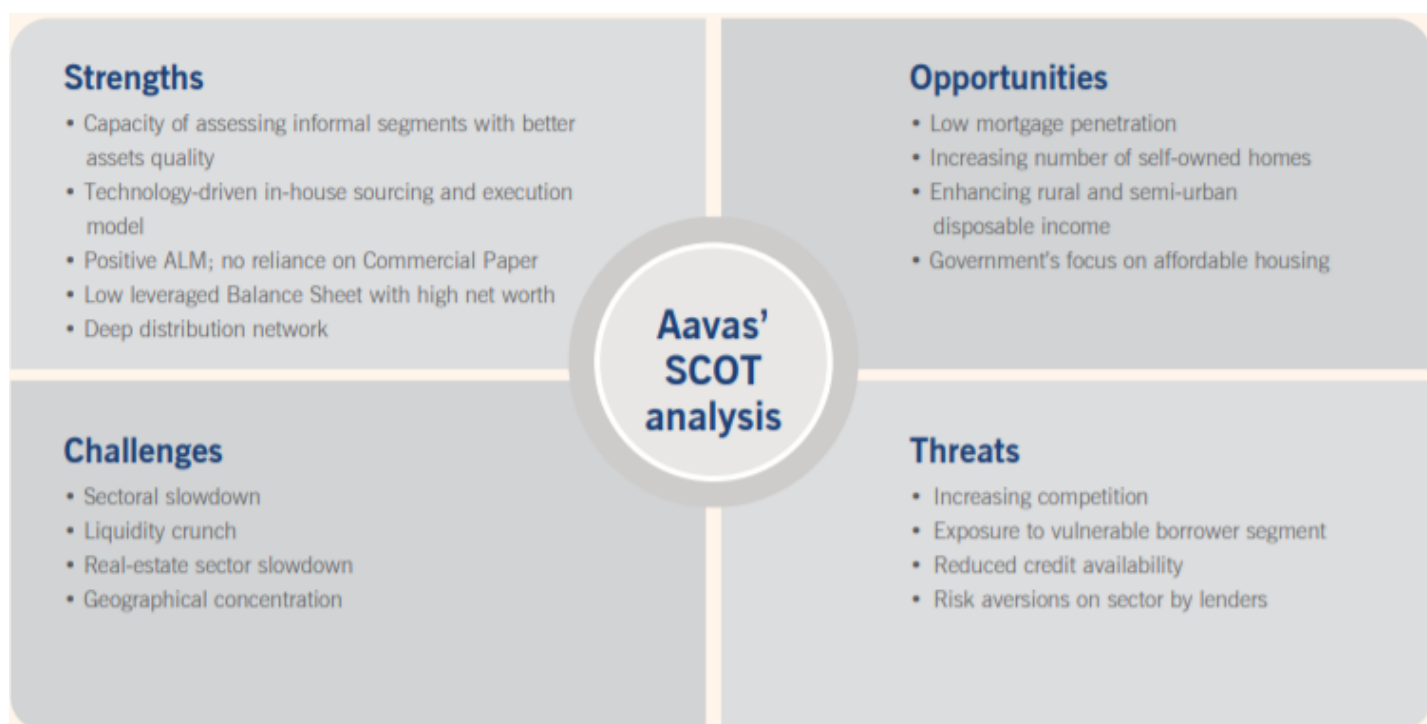 Strengths
• Capacity of assessing informal segments with better
assets quality
• Technology-driven in-house sourcing and execution
model
• Positive ALM; no reliance on Commercial Paper
• Low leveraged Balance Sheet with high net worth
• Deep distribution network
Opportunities
• Low mortgage penetration
• Increasing number of self-owned homes
• Enhancing rural and semi-urban
disposable income
• Government's focus on affordable housing
Aavas'
SCOT
analysis
Challenges
• Sectoral slowdown
• Liquidity crunch
• Real-estate sector slowdown
• Geographical concentration
Threats
• Increasing competition
• Exposure to vulnerable borrower segment
• Reduced credit availability
• Risk aversions on sector by lenders